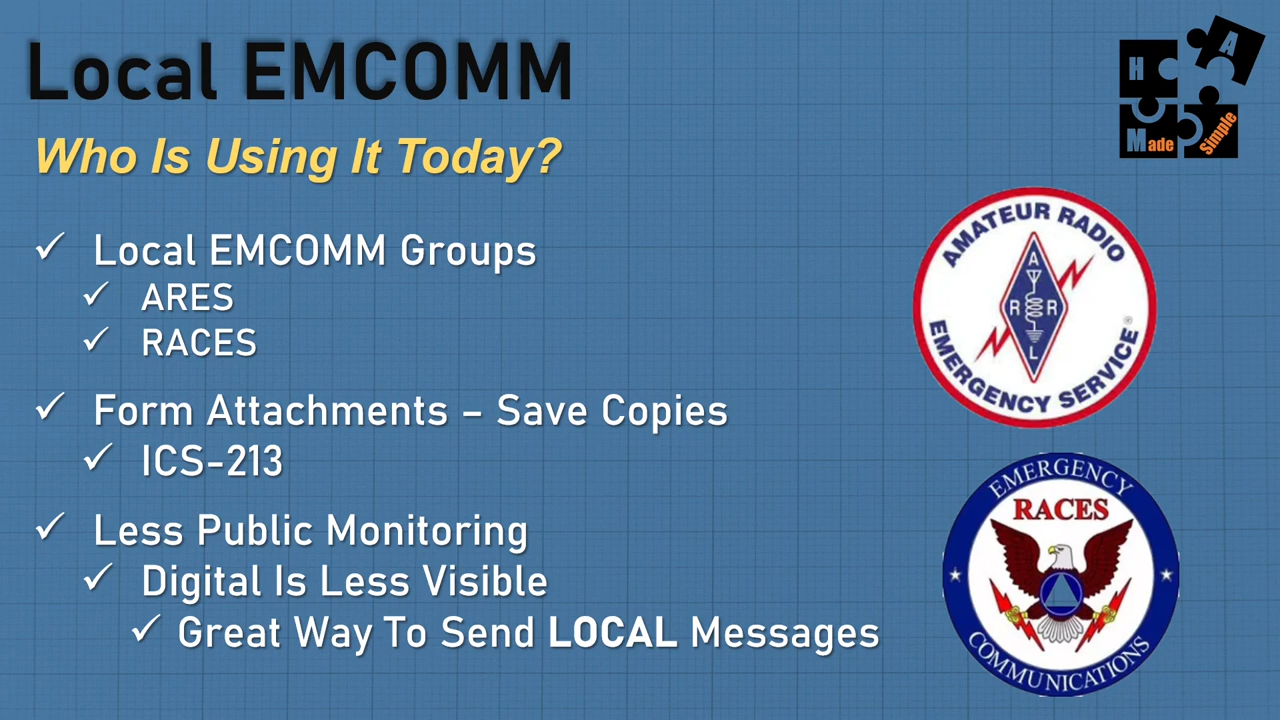 Local EMCOMM
H A
Made Simple
Who Is Using It Today?
✓ Local EMCOMM Groups
✓ ARES
✓ RACES
✓ Form Attachments – Save Copies
✓ ICS-213
✓ Less Public Monitoring
✓ Digital Is Less Visible
✓ Great Way To Send LOCAL Messages
AMATEUR RADIO
A
R R
L
EMERGENCY SERVICE®
EMERGENCY
RACES
COMMUNICATIONS